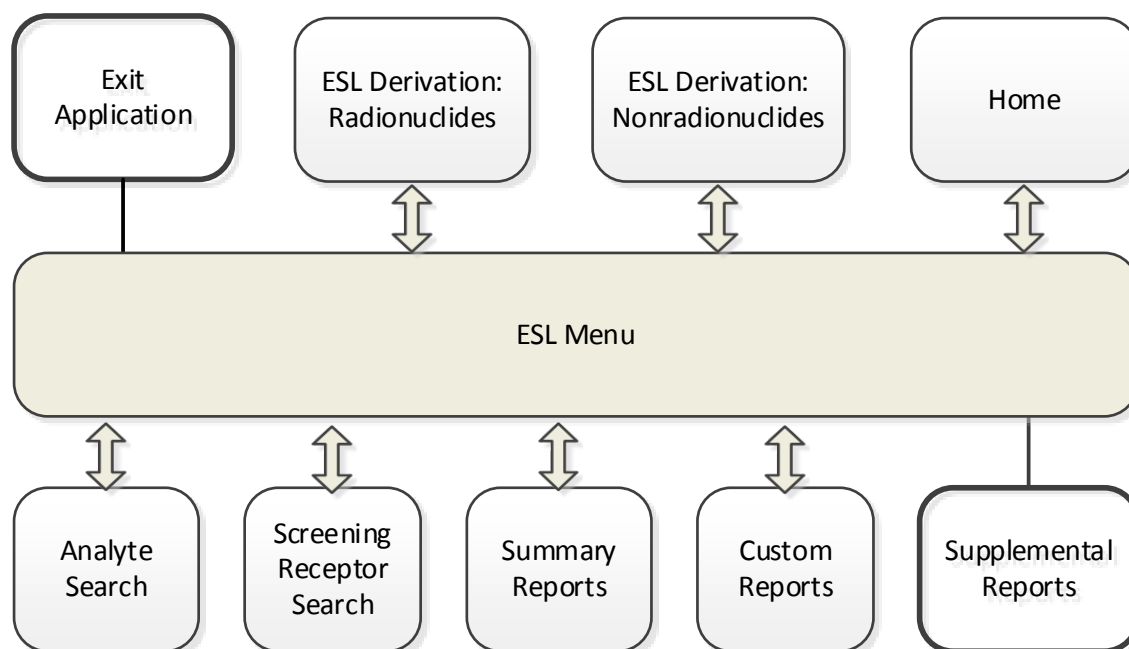 Exit
Application
ESL Derivation:
Radionuclides
ESL Derivation:
Nonradionuclides
Home
ESL Menu
Analyte
Search
Screening
Receptor
Search
Summary
Reports
Custom
Reports
Supplemental
Reports